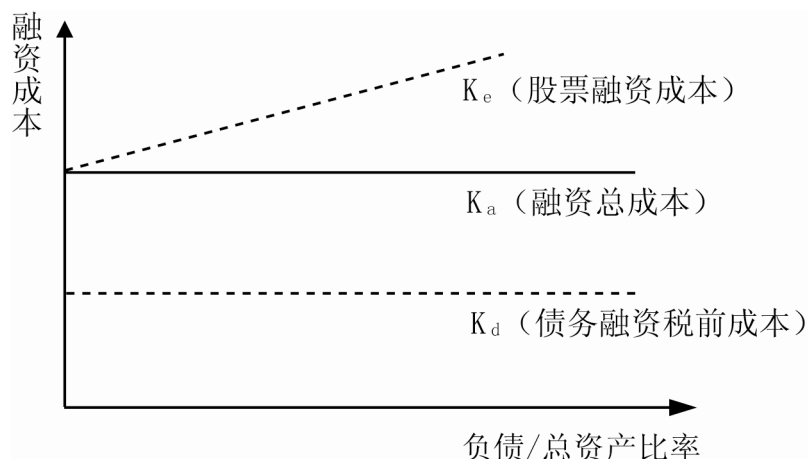 融资成本
Kₑ（股票融资成本）
Kₐ（融资总成本）
K_d（债务融资税前成本）
负债/总资产比率